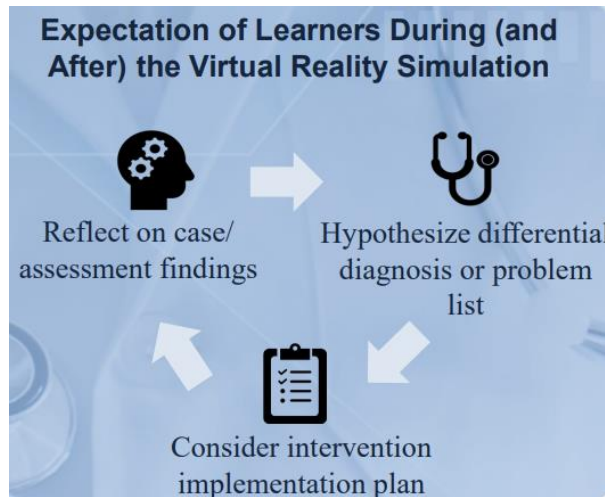 Expectation of Learners During (and
After) the Virtual Reality Simulation
Reflect on case/
assessment findings
Hypothesize differential
diagnosis or problem
list
Consider intervention
implementation plan